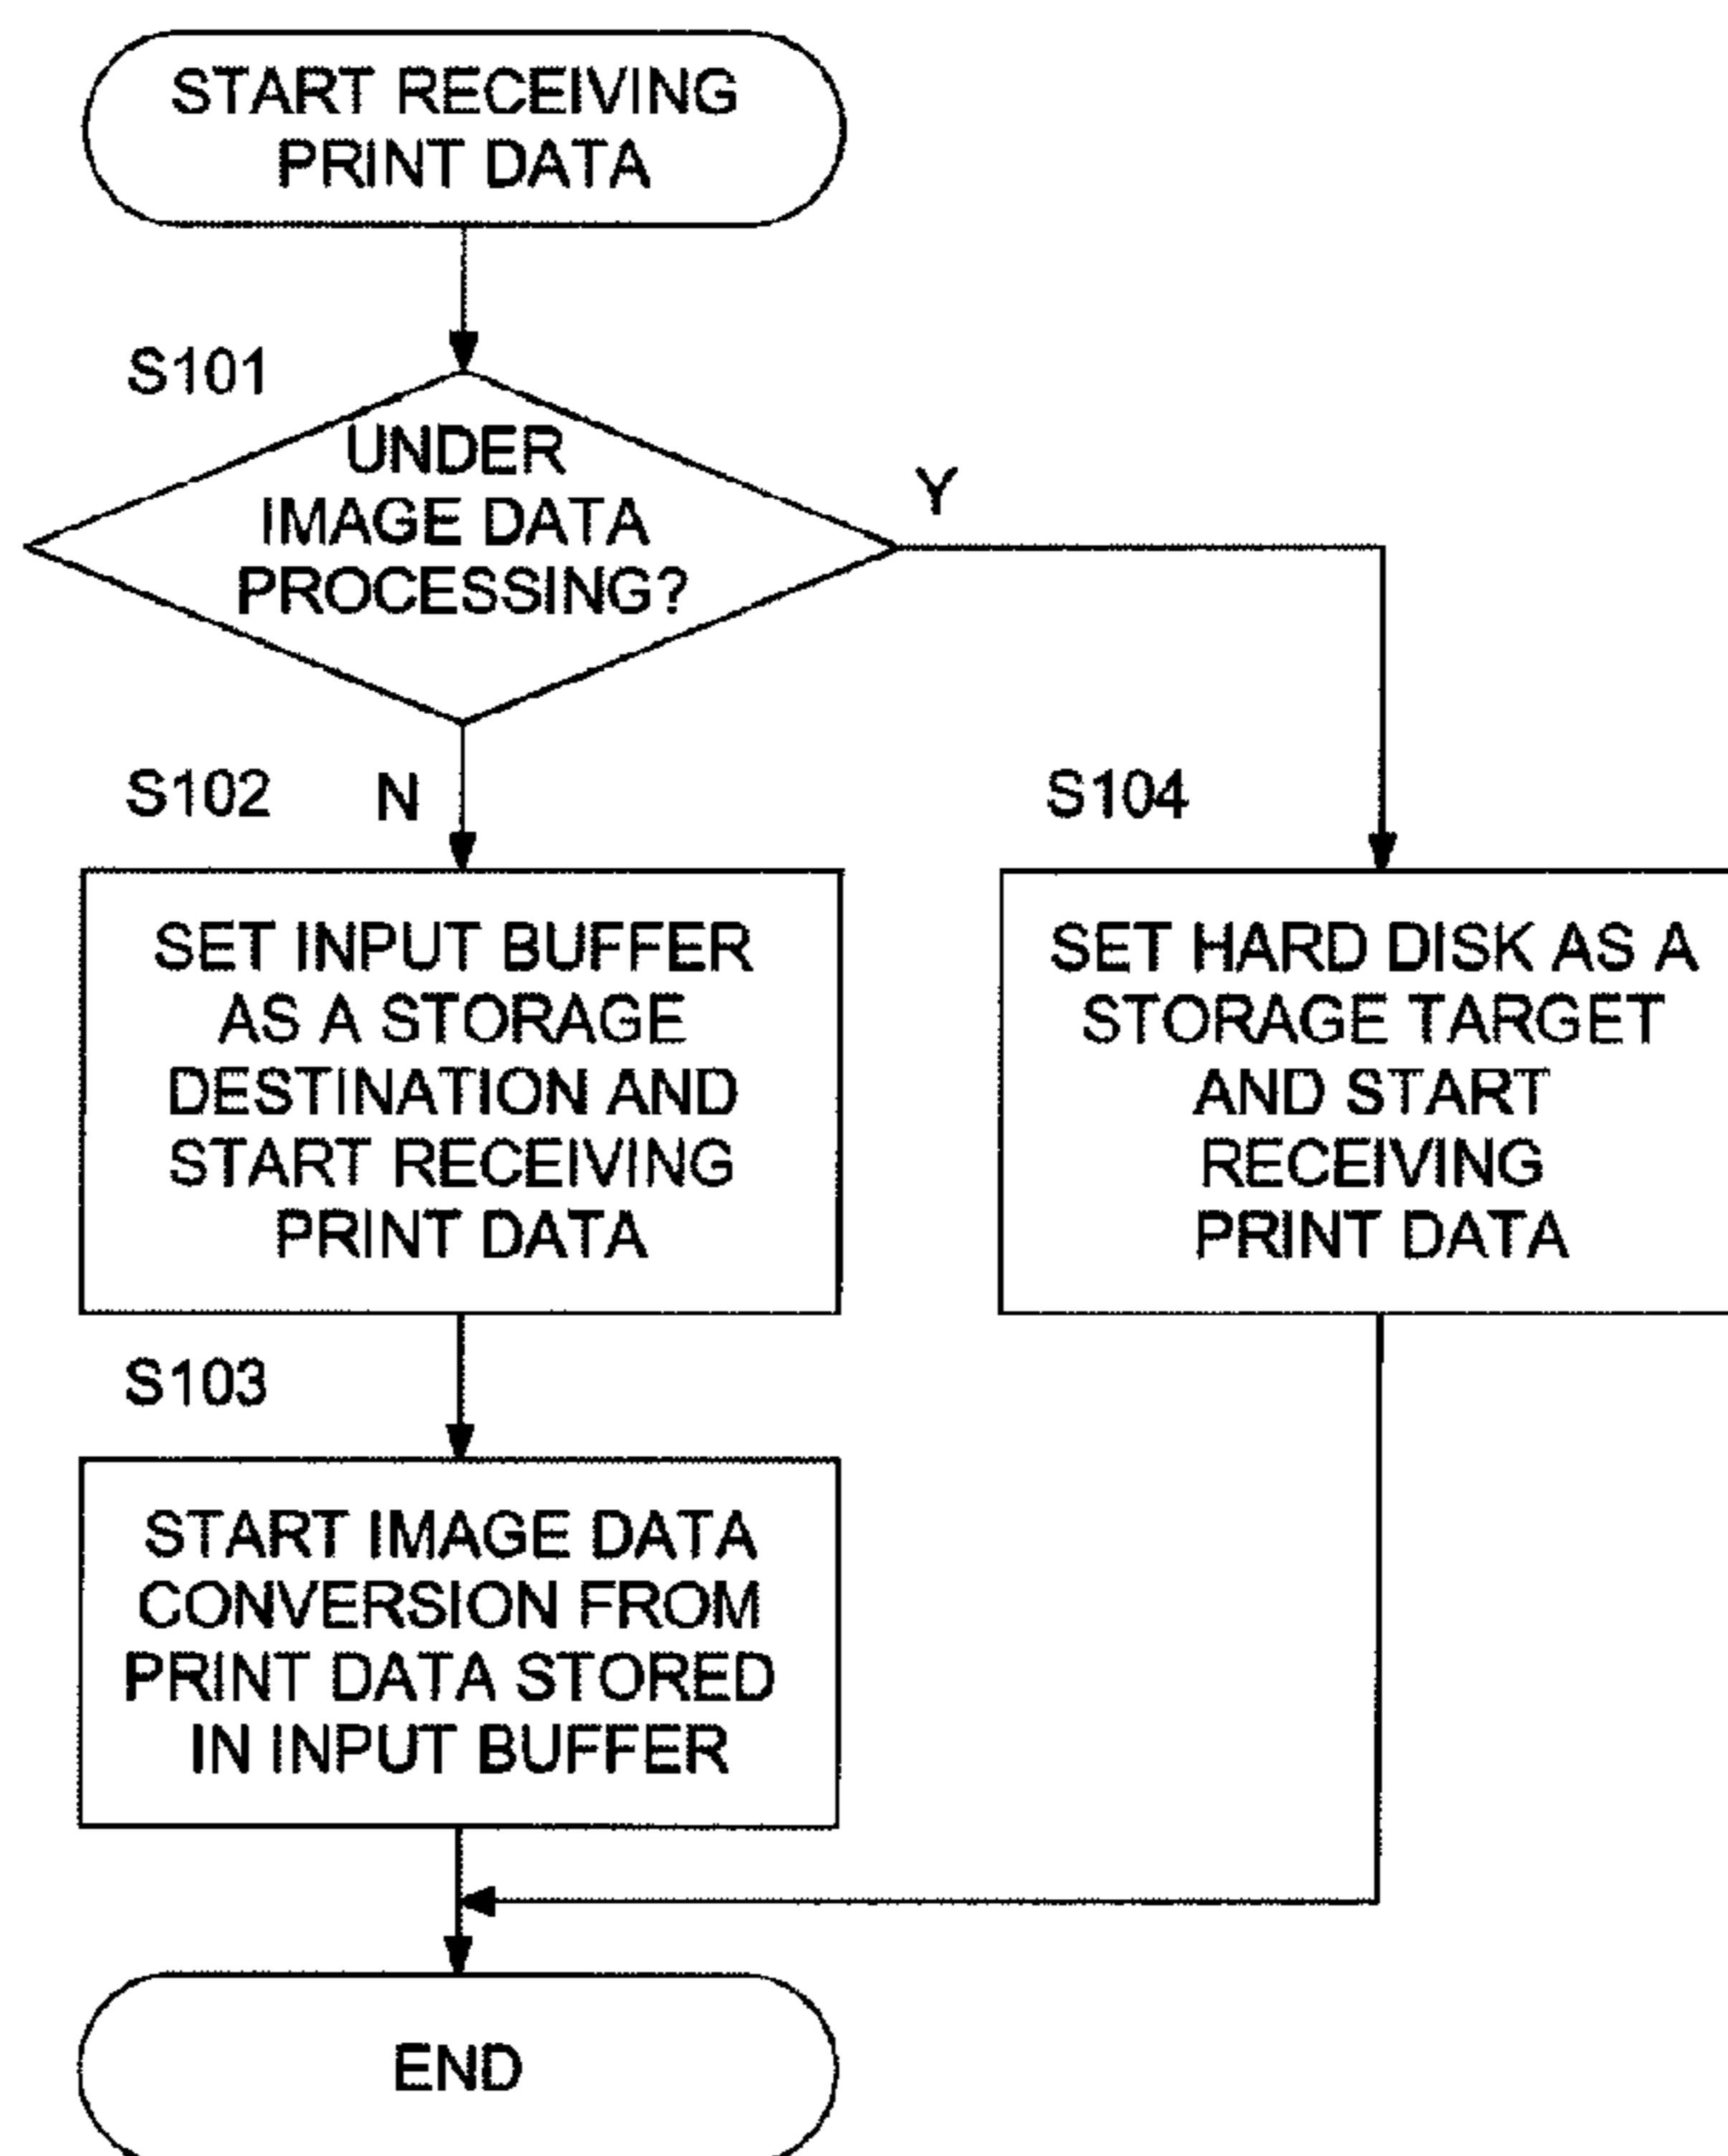 START RECEIVING
PRINT DATA
S101
UNDER
IMAGE DATA
PROCESSING?
Y
S102
N
S104
SET INPUT BUFFER
AS A STORAGE
DESTINATION AND
START RECEIVING
PRINT DATA
SET HARD DISK AS A
STORAGE TARGET
AND START
RECEIVING
PRINT DATA
S103
START IMAGE DATA
CONVERSION FROM
PRINT DATA STORED
IN INPUT BUFFER
END